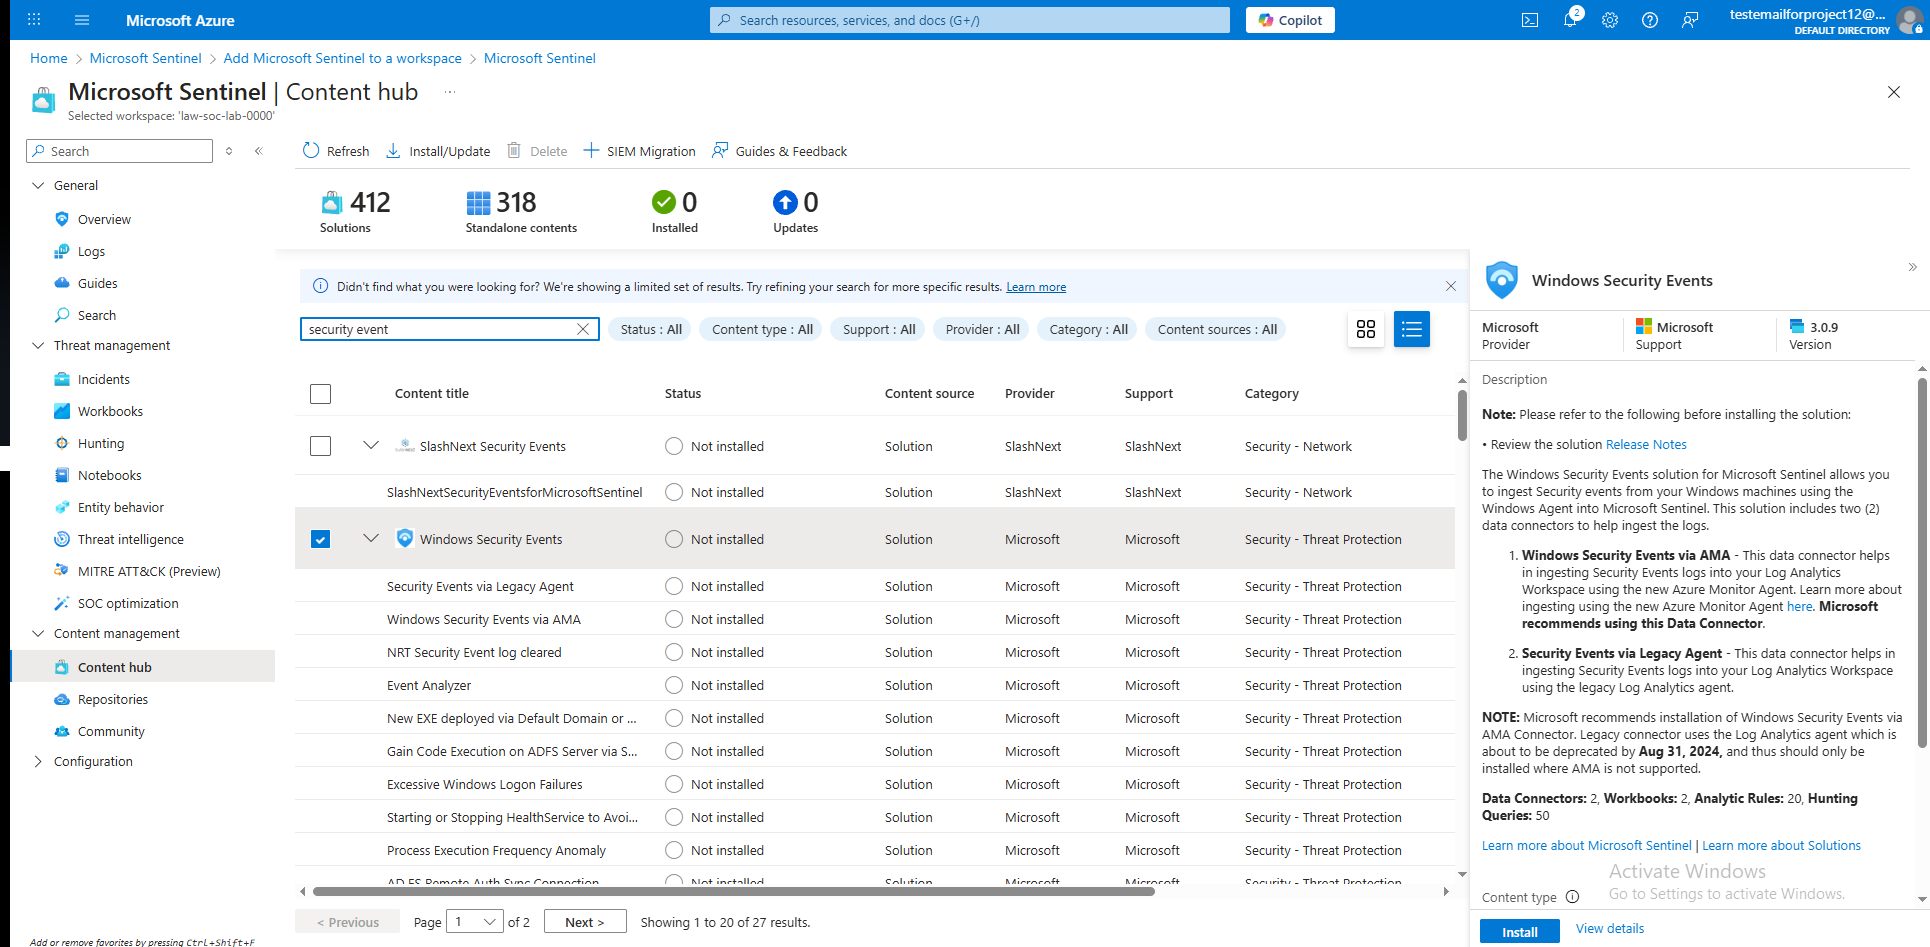 Microsoft Azure
Search resources, services, and docs (G+/)
Copilot
2
testemailforproject12@...
DEFAULT DIRECTORY
Home > Microsoft Sentinel > Add Microsoft Sentinel to a workspace > Microsoft Sentinel
Microsoft Sentinel | Content hub ...
Selected workspace: 'law-soc-lab-0000'
Search
General
Overview
Logs
Guides
Search
Threat management
Incidents
Workbooks
Hunting
Notebooks
Entity behavior
Threat intelligence
MITRE ATT&CK (Preview)
SOC optimization
Content management
Content hub
Repositories
Community
Configuration
Add or remove favorites by pressing Ctrl+Shift+F
Refresh Install/Update Delete SIEM Migration Guides & Feedback
412 318 0 0
Solutions Standalone contents Installed Updates
Didn't find what you were looking for? We're showing a limited set of results. Try refining your search for more specific results. Learn more
security event Status : All Content type : All Support : All Provider : All Category : All Content sources : All
Content title Status Content source Provider Support Category
SlashNext Security Events Not installed Solution SlashNext SlashNext Security - Network
SlashNextSecurityEventsforMicrosoftSentinel Not installed Solution SlashNext SlashNext Security - Network
Windows Security Events Not installed Solution Microsoft Microsoft Security - Threat Protection
Security Events via Legacy Agent Not installed Solution Microsoft Microsoft Security - Threat Protection
Windows Security Events via AMA Not installed Solution Microsoft Microsoft Security - Threat Protection
NRT Security Event log cleared Not installed Solution Microsoft Microsoft Security - Threat Protection
Event Analyzer Not installed Solution Microsoft Microsoft Security - Threat Protection
New EXE deployed via Default Domain or ... Not installed Solution Microsoft Microsoft Security - Threat Protection
Gain Code Execution on ADFS Server via S... Not installed Solution Microsoft Microsoft Security - Threat Protection
Excessive Windows Logon Failures Not installed Solution Microsoft Microsoft Security - Threat Protection
Starting or Stopping HealthService to Avoi... Not installed Solution Microsoft Microsoft Security - Threat Protection
Process Execution Frequency Anomaly Not installed Solution Microsoft Microsoft Security - Threat Protection
AD FS Remote Auth Sync Connection Not installed Solution Microsoft Microsoft Security - Threat Protection
< Previous Page 1 of 2 Next > Showing 1 to 20 of 27 results.
Windows Security Events
Microsoft Microsoft 3.0.9
Provider Support Version
Description
Note: Please refer to the following before installing the solution:
• Review the solution Release Notes
The Windows Security Events solution for Microsoft Sentinel allows you
to ingest Security events from your Windows machines using the
Windows Agent into Microsoft Sentinel. This solution includes two (2)
data connectors to help ingest the logs.
1. Windows Security Events via AMA - This data connector helps
in ingesting Security Events logs into your Log Analytics
Workspace using the new Azure Monitor Agent. Learn more about
ingesting using the new Azure Monitor Agent here. Microsoft
recommends using this Data Connector.
2. Security Events via Legacy Agent - This data connector helps in
ingesting Security Events logs into your Log Analytics Workspace
using the legacy Log Analytics agent.
NOTE: Microsoft recommends installation of Windows Security Events via
AMA Connector. Legacy connector uses the Log Analytics agent which is
about to be deprecated by Aug 31, 2024, and thus should only be
installed where AMA is not supported.
Data Connectors: 2, Workbooks: 2, Analytic Rules: 20, Hunting
Queries: 50
Learn more about Microsoft Sentinel | Learn more about Solutions
Activate Windows
Go to Settings to activate Windows.
Content type
Install View details